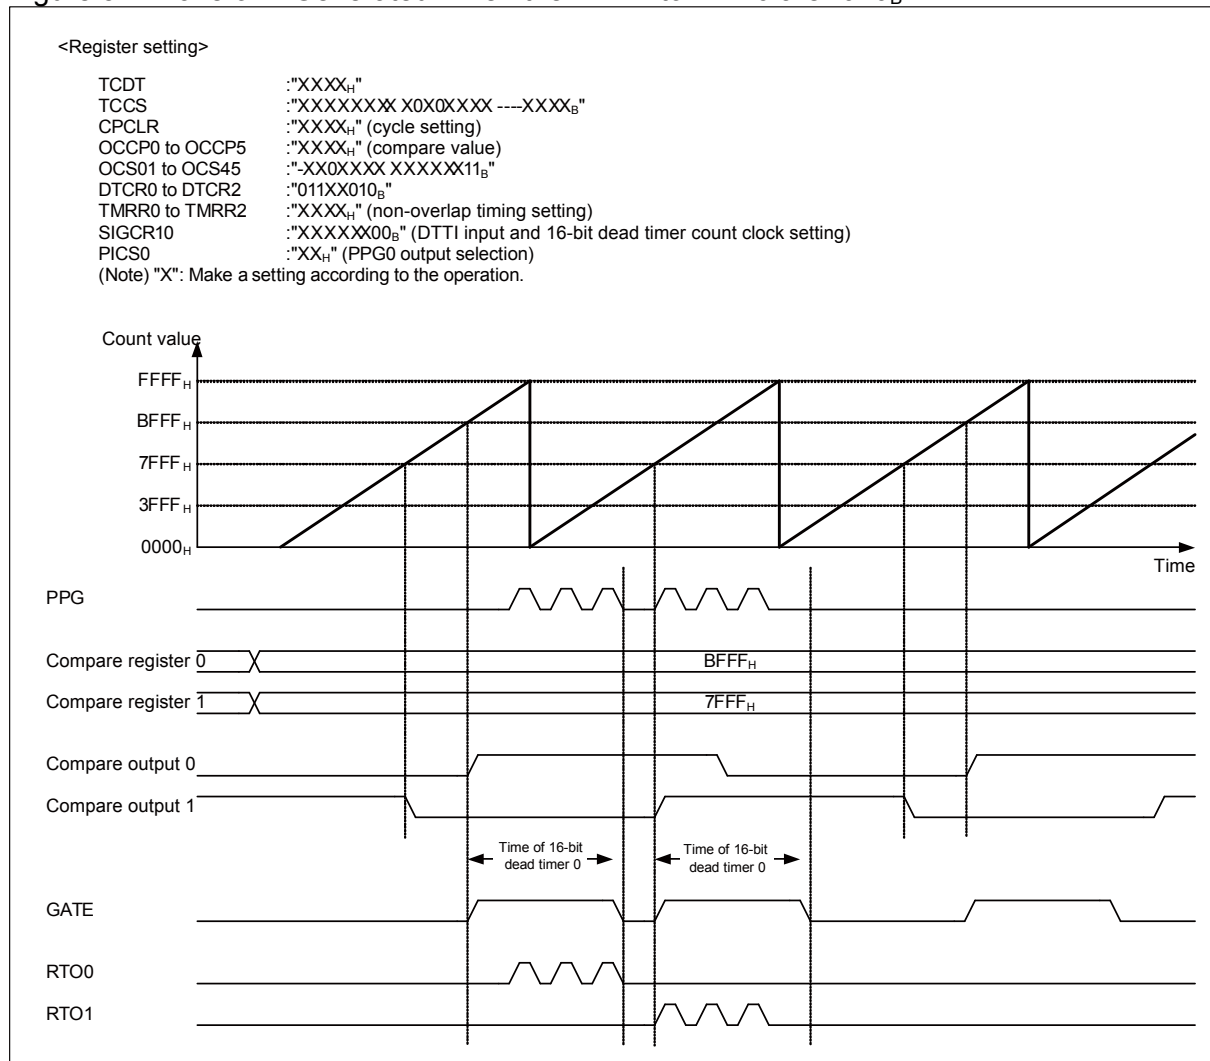 <Register setting>
TCDT :"XXXXH"
TCCS :"XXXXXXXX X0X0XXXX ----XXXXB"
CPCLR :"XXXXH" (cycle setting)
OCCP0 to OCCP5 :"XXXXH" (compare value)
OCS01 to OCS45 :"-XX0XXXX XXXXXX11B"
DTCR0 to DTCR2 :"011XX010B"
TMRR0 to TMRR2 :"XXXXH" (non-overlap timing setting)
SIGCR10 :"XXXXXX00B" (DTTI input and 16-bit dead timer count clock setting)
PICS0 :"XXH" (PPG0 output selection)
(Note) "X": Make a setting according to the operation.
Count value
FFFFH
BFFFH
7FFFH
3FFFH
0000H
Time
PPG
Compare register 0 BFFFH
Compare register 1 7FFFH
Compare output 0
Compare output 1
Time of 16-bit
dead timer 0
Time of 16-bit
dead timer 0
GATE
RTO0
RTO1